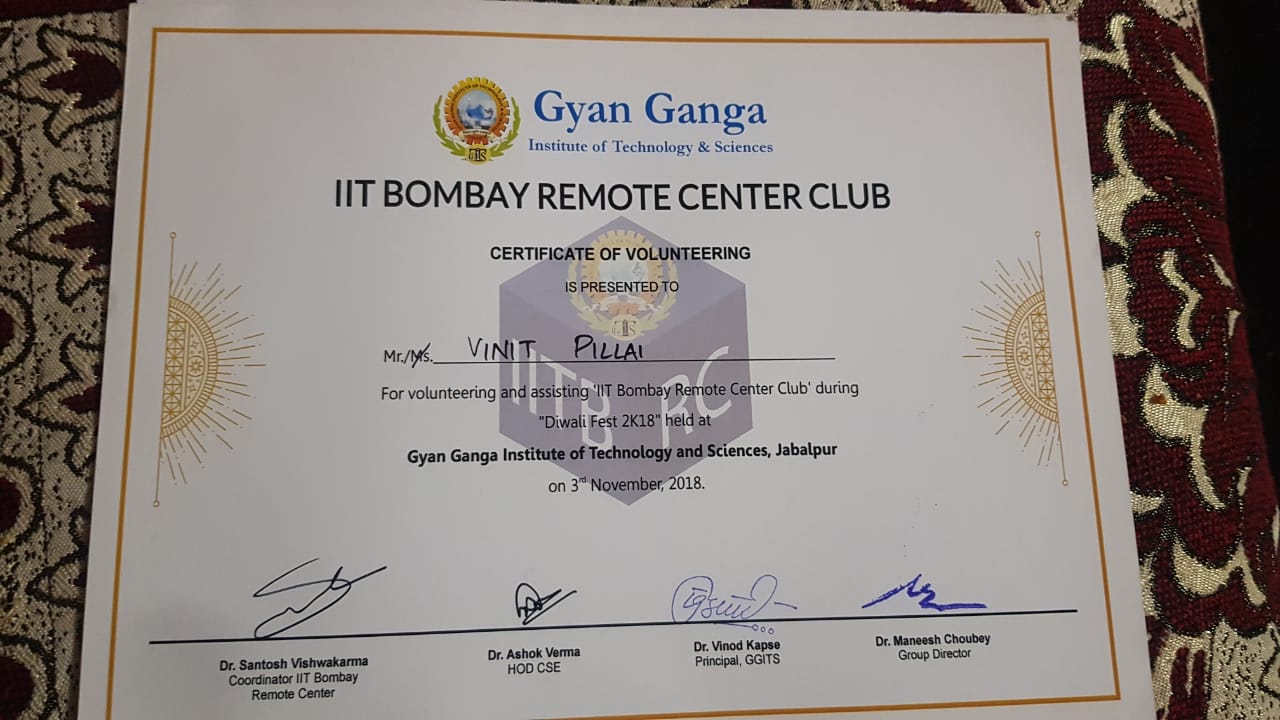 Gyan Ganga
Institute of Technology & Sciences
IIT BOMBAY REMOTE CENTER CLUB
CERTIFICATE OF VOLUNTEERING
IS PRESENTED TO
Mr./Ms. VINIT PILLAI
For volunteering and assisting 'IIT Bombay Remote Center Club' during
"Diwali Fest 2K18" held at
Gyan Ganga Institute of Technology and Sciences, Jabalpur
on 3rd November, 2018.
IITB RC
Dr. Santosh Vishwakarma
Coordinator IIT Bombay
Remote Center
Dr. Ashok Verma
HOD CSE
Dr. Vinod Kapse
Principal, GGITS
Dr. Maneesh Choubey
Group Director